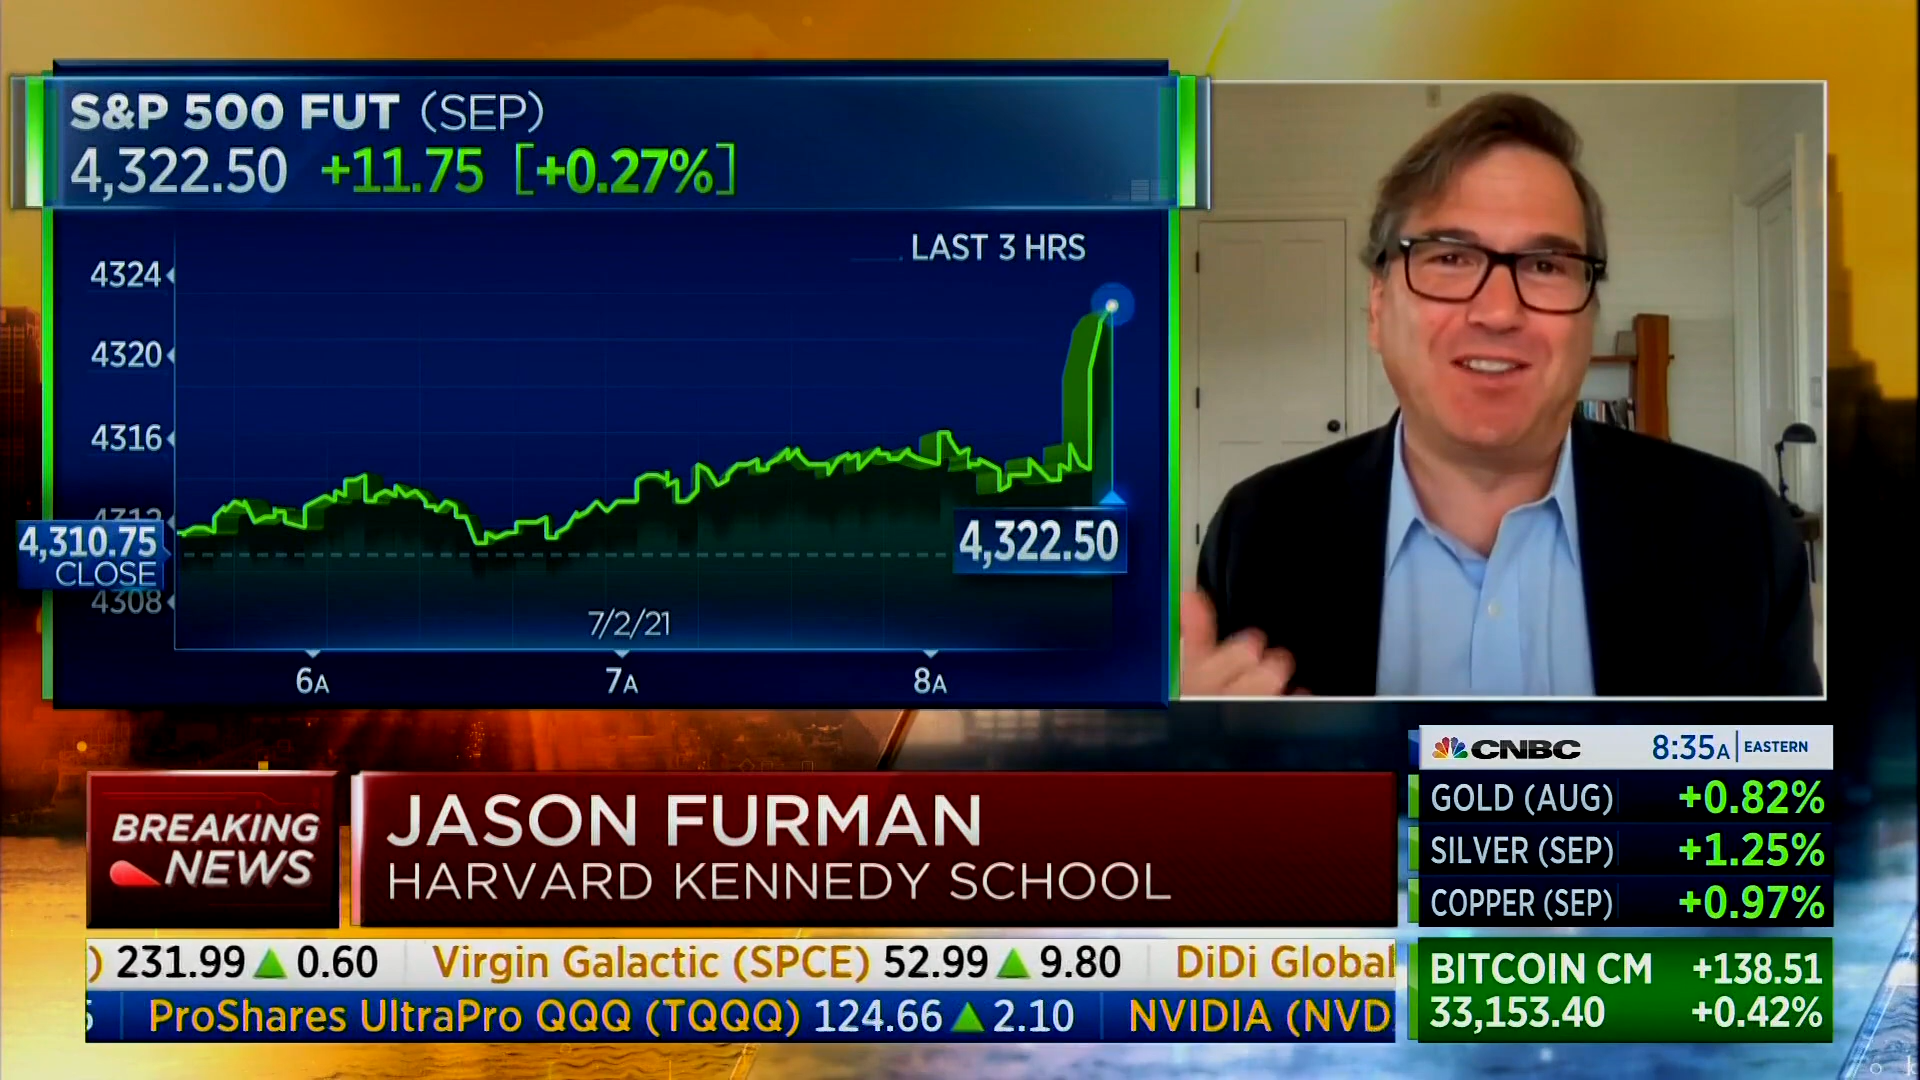 S&P 500 FUT (SEP)
4,322.50 +11.75 [+0.27%]
LAST 3 HRS
4324
4320
4316
4312
4,310.75
CLOSE
4308
4,322.50
7/2/21
6A 7A 8A
CNBC 8:35A EASTERN
GOLD (AUG) +0.82%
SILVER (SEP) +1.25%
COPPER (SEP) +0.97%
BITCOIN CM +138.51
33,153.40 +0.42%
BREAKING
NEWS
JASON FURMAN
HARVARD KENNEDY SCHOOL
) 231.99 ▲ 0.60 Virgin Galactic (SPCE) 52.99 ▲ 9.80 DiDi Global
ProShares UltraPro QQQ (TQQQ) 124.66 ▲ 2.10 NVIDIA (NVD